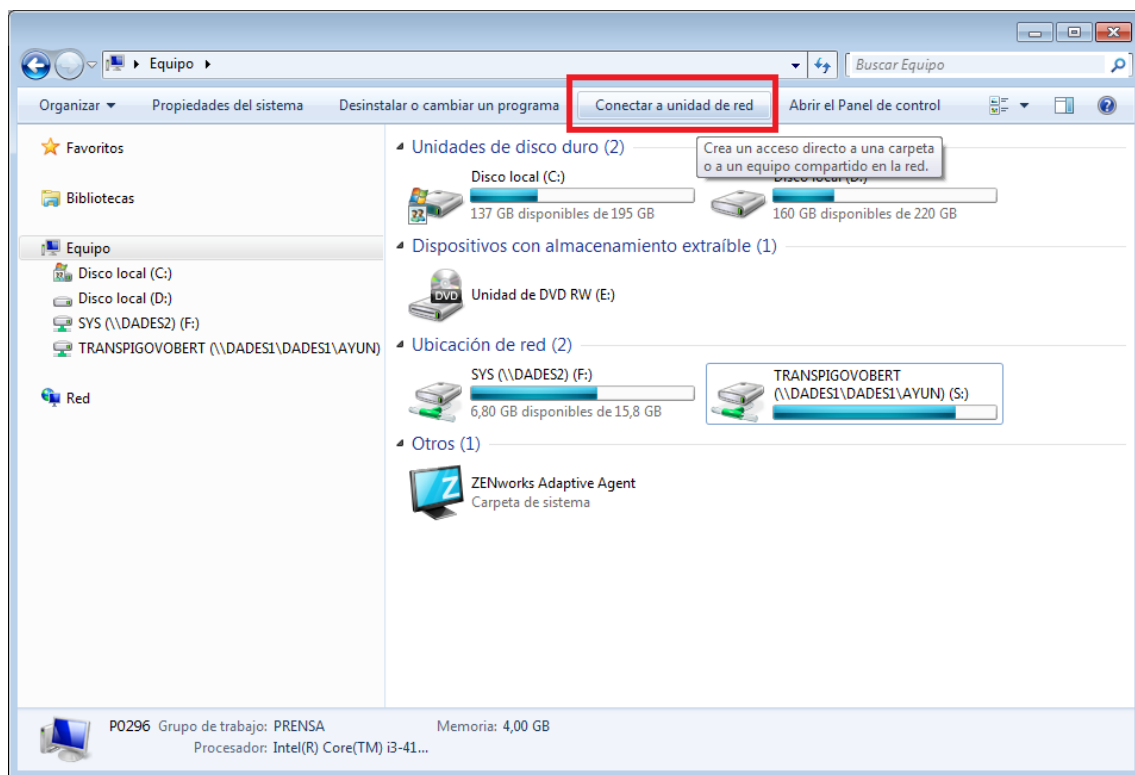 Equipo
Buscar Equipo
Organizar
Propiedades del sistema
Desinstalar o cambiar un programa
Conectar a unidad de red
Abrir el Panel de control
Crea un acceso directo a una carpeta
o a un equipo compartido en la red.
Favoritos
Bibliotecas
Equipo
Disco local (C:)
Disco local (D:)
SYS (\\DADES2) (F:)
TRANSPIGOVOBERT (\\DADES1\DADES1\AYUN)
Red
Unidades de disco duro (2)
Disco local (C:)
137 GB disponibles de 195 GB
Disco local (D:)
160 GB disponibles de 220 GB
Dispositivos con almacenamiento extraíble (1)
DVD
Unidad de DVD RW (E:)
Ubicación de red (2)
SYS (\\DADES2) (F:)
6,80 GB disponibles de 15,8 GB
TRANSPIGOVOBERT
(\\DADES1\DADES1\AYUN) (S:)
Otros (1)
Z
ZENworks Adaptive Agent
Carpeta de sistema
P0296 Grupo de trabajo: PRENSA
Memoria: 4,00 GB
Procesador: Intel(R) Core(TM) i3-41...